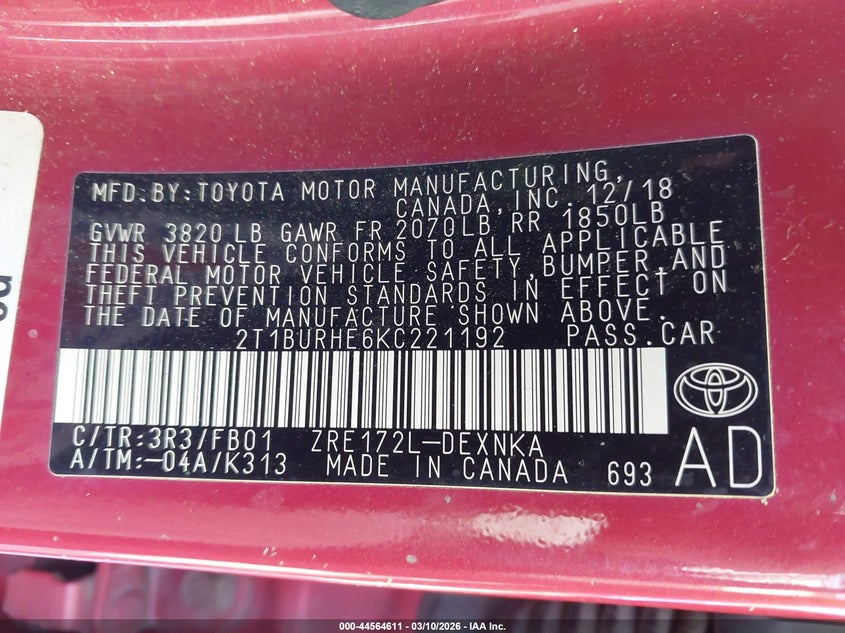 MFD.BY:TOYOTA MOTOR MANUFACTURING,
CANADA, INC. 12/18
GVWR 3820 LB GAWR FR 2070LB RR 1850LB
THIS VEHICLE CONFORMS TO ALL APPLICABLE
FEDERAL MOTOR VEHICLE SAFETY, BUMPER, AND
THEFT PREVENTION STANDARDS IN EFFECT ON
THE DATE OF MANUFACTURE SHOWN ABOVE.
2T1BURHE6KC221192 PASS.CAR
C/TR:3R3/FB01 ZRE172L-DEXNKA
A/TM:-04A/K313 MADE IN CANADA 693
AD
000-44564611 - 03/10/2026 - IAA Inc.